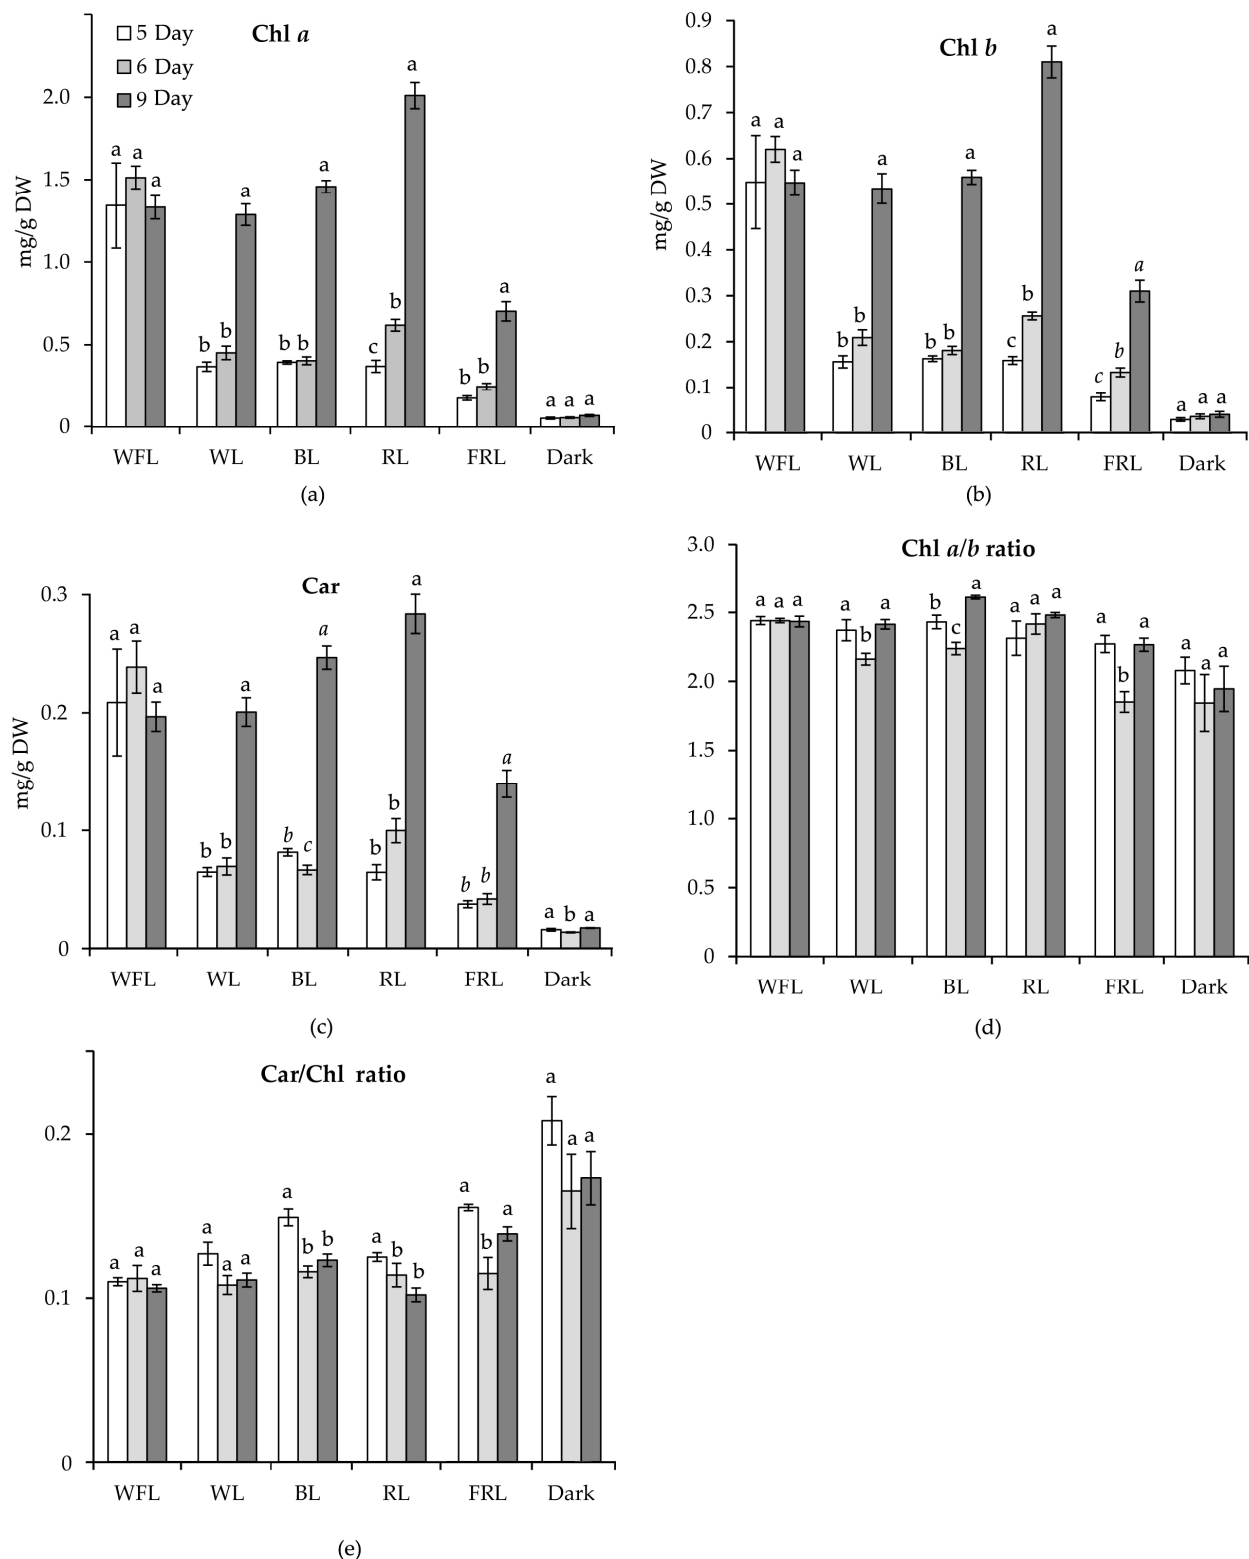 Chl a
5 Day
6 Day
9 Day
mg/g DW
2.0
1.5
1.0
0.5
0
a a a
b b a
b b a
c b a
b b a
a a a
WFL WL BL RL FRL Dark
(a)
Chl b
mg/g DW
0.9
0.8
0.7
0.6
0.5
0.4
0.3
0.2
0.1
0
a a a
b b a
b b a
c b a
c b a
a a a
WFL WL BL RL FRL Dark
(b)
Car
mg/g DW
0.3
0.2
0.1
0
a a a
b b a
b c a
b b a
b b a
a b a
WFL WL BL RL FRL Dark
(c)
Chl a/b ratio
3.0
2.5
2.0
1.5
1.0
0.5
0
a a a
a b a
b c a
a a a
a b a
a a a
WFL WL BL RL FRL Dark
(d)
Car/Chl ratio
0.2
0.1
0
a a a
a a a
a b b
a b b
a b a
a a a
WFL WL BL RL FRL Dark
(e)